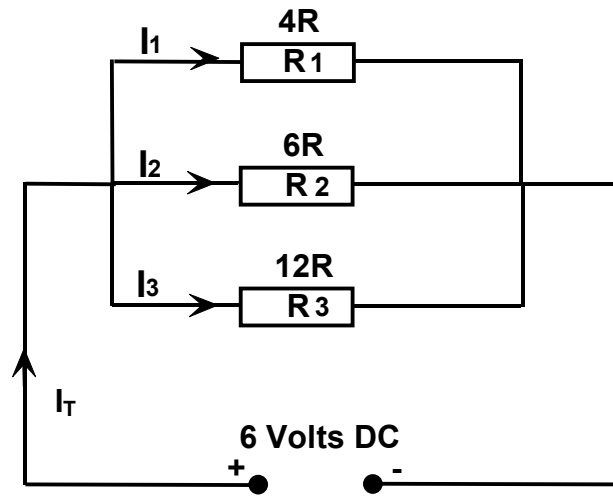 4R
I1
R1
6R
I2
R2
12R
I3
R3
IT
6 Volts DC
+ -